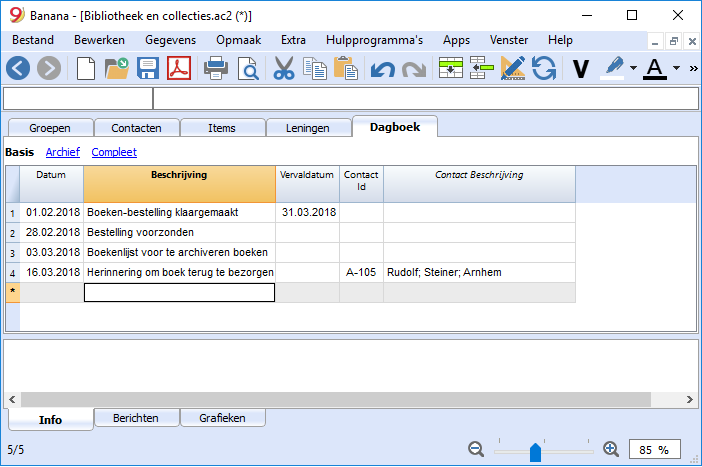 9 Banana - [Bibliotheek en collecties.ac2 (*)]
Bestand Bewerken Gegevens Opmaak Extra Hulpprogramma's Apps Venster Help
V A »
Groepen Contacten Items Leningen Dagboek
Basis Archief Compleet
Datum Beschrijving Vervaldatum Contact Id Contact Beschrijving
1 01.02.2018 Boeken-bestelling klaargemaakt 31.03.2018
2 28.02.2018 Bestelling voorzonden
3 03.03.2018 Boekenlijst voor te archiveren boeken
4 16.03.2018 Herinnering om boek terug te bezorgen A-105 Rudolf; Steiner; Arnhem
*
Info Berichten Grafieken
5/5 85 %